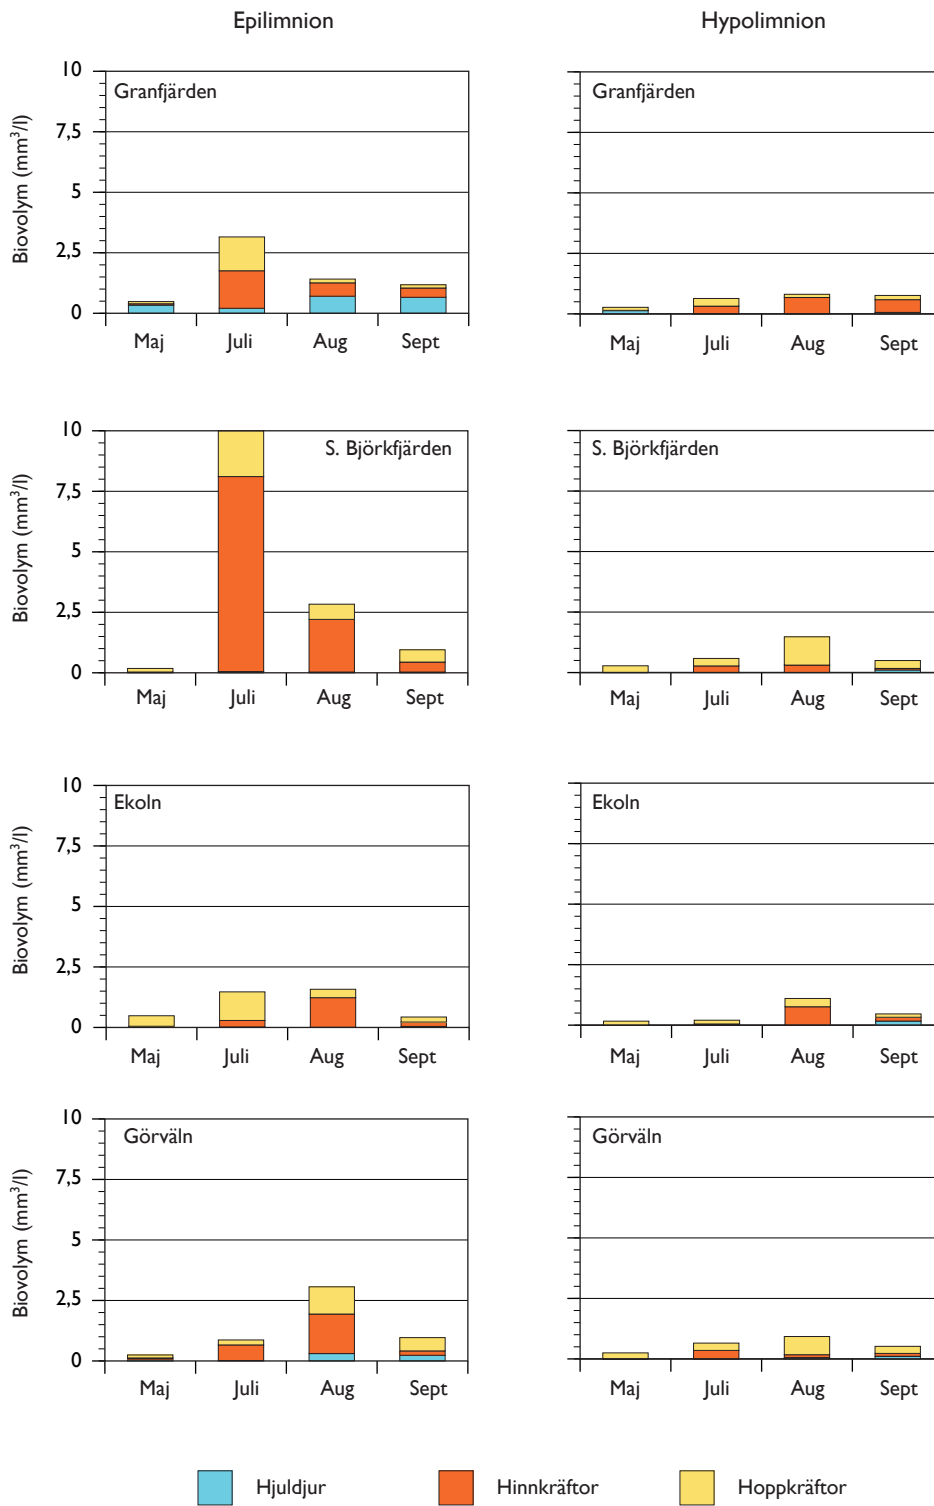 Epilimnion
Hypolimnion
Biovolym (mm³/l)
10
7,5
5
2,5
0
Granfjärden
Maj Juli Aug Sept
Granfjärden
Maj Juli Aug Sept
Biovolym (mm³/l)
10
7,5
5
2,5
0
S. Björkfjärden
Maj Juli Aug Sept
S. Björkfjärden
Maj Juli Aug Sept
Biovolym (mm³/l)
10
7,5
5
2,5
0
Ekoln
Maj Juli Aug Sept
Ekoln
Maj Juli Aug Sept
Biovolym (mm³/l)
10
7,5
5
2,5
0
Görväln
Maj Juli Aug Sept
Görväln
Maj Juli Aug Sept
Hjuldjur
Hinnkräftor
Hoppkräftor